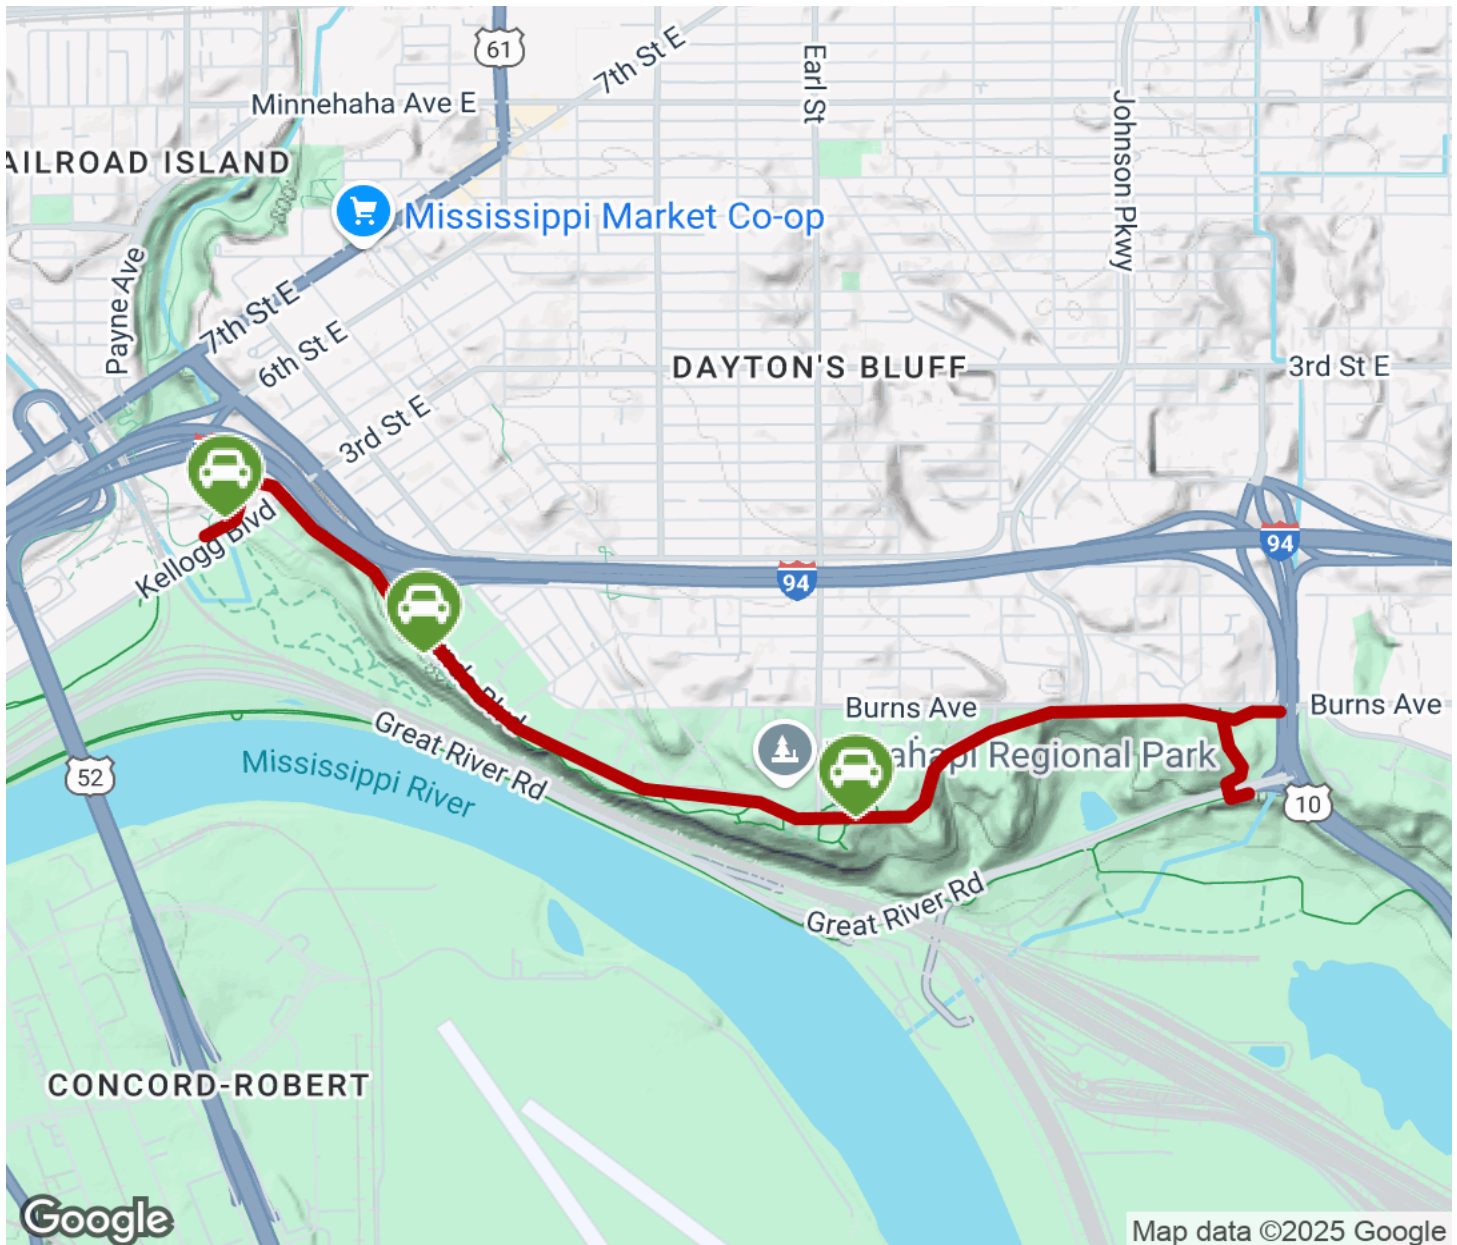 61
7th St E
Earl St
Minnehaha Ave E
Johnson Pkwy
AILROAD ISLAND
Mississippi Market Co-op
Payne Ave
7th St E
6th St E
DAYTON'S BLUFF
3rd St E
3rd St E
Kellogg Blvd
94
94
Blvd
Burns Ave
Burns Ave
ahapi Regional Park
Great River Rd
52
Mississippi River
10
Great River Rd
CONCORD-ROBERT
Google
Map data ©2025 Google